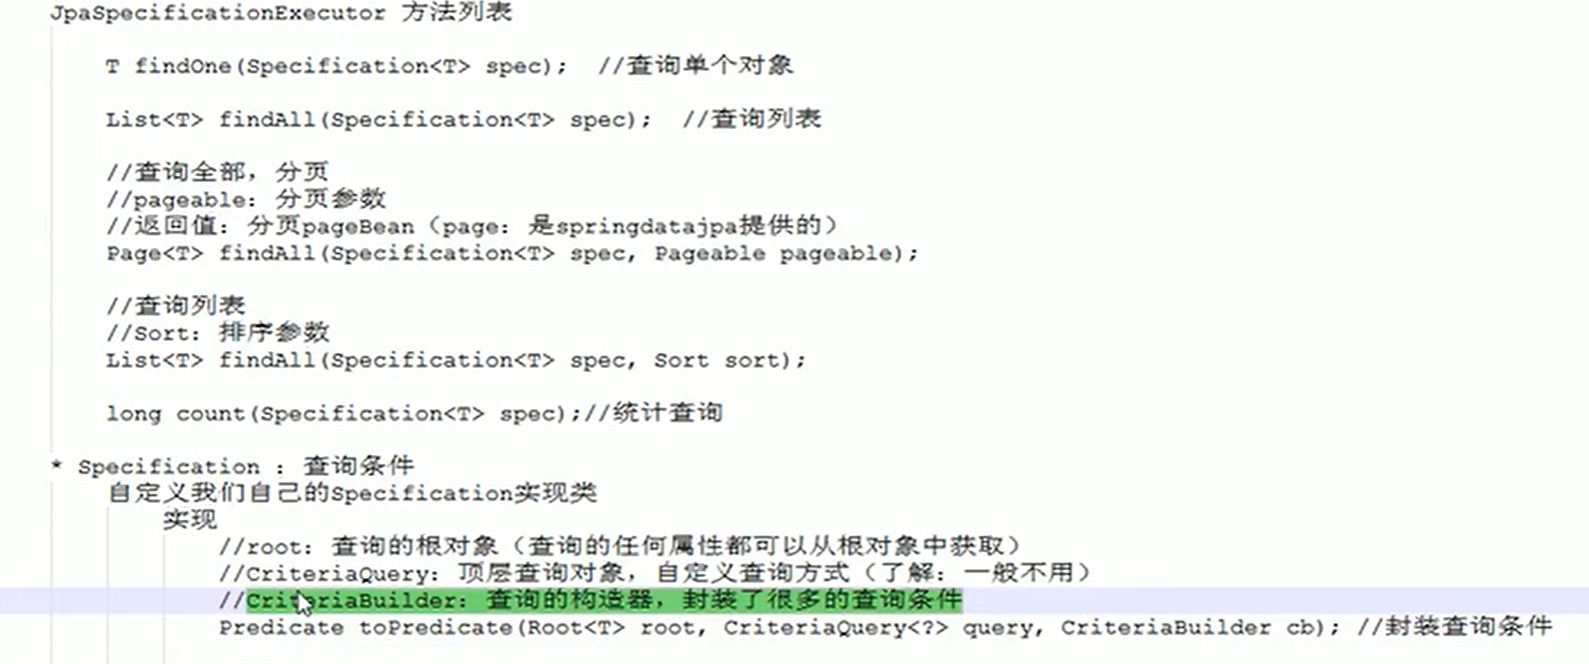 JpaSpecificationExecutor 方法列表
T findOne(Specification<T> spec);  //查询单个对象
List<T> findAll(Specification<T> spec);  //查询列表
//查询全部，分页
//pageable：分页参数
//返回值：分页pageBean（page：是springdatajpa提供的）
Page<T> findAll(Specification<T> spec, Pageable pageable);
//查询列表
//Sort：排序参数
List<T> findAll(Specification<T> spec, Sort sort);
long count(Specification<T> spec);//统计查询
* Specification ：查询条件
自定义我们自己的Specification实现类
实现
//root：查询的根对象（查询的任何属性都可以从根对象中获取）
//CriteriaQuery：顶层查询对象，自定义查询方式（了解：一般不用）
//CriteriaBuilder：查询的构造器，封装了很多的查询条件
Predicate toPredicate(Root<T> root, CriteriaQuery<?> query, CriteriaBuilder cb); //封装查询条件